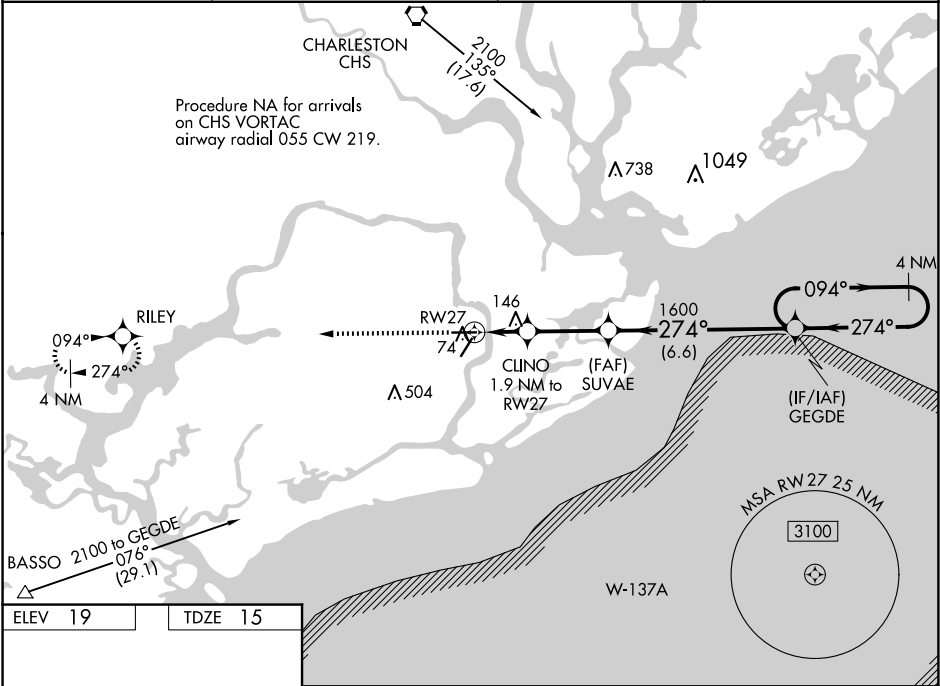 CHARLESTON
CHS
2100
135°
(17.6)
Procedure NA for arrivals
on CHS VORTAC
airway radial 055 CW 219.
738
1049
4 NM
094°
274°
RILEY
094°
274°
4 NM
RW27
74
146
CLINO
1.9 NM to
RW27
(FAF)
SUVAE
1600
274°
(6.6)
(IF/IAF)
GEGDE
504
MSA RW27 25 NM
3100
BASSO
2100 to GEGDE
076°
(29.1)
W-137A
ELEV 19
TDZE 15